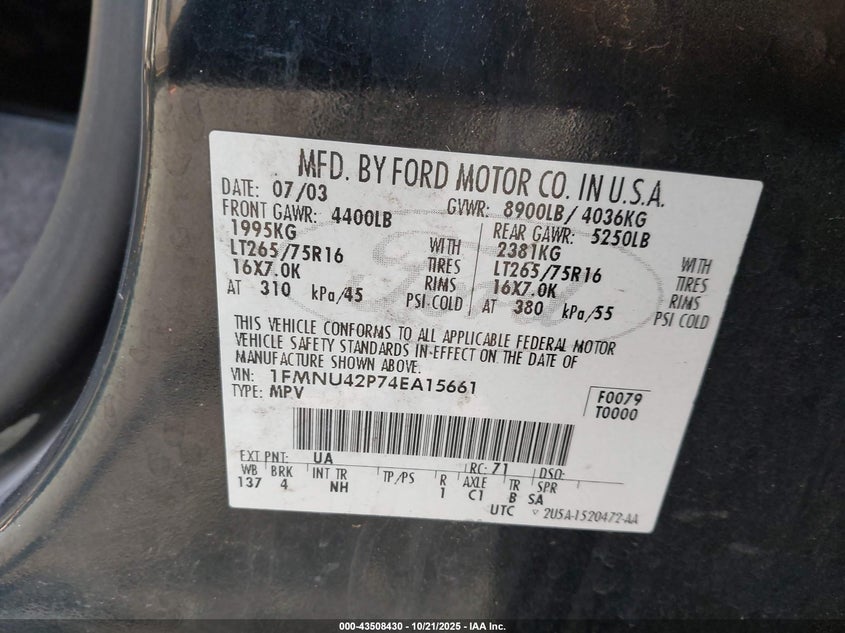 MFD. BY FORD MOTOR CO. IN U.S.A.
DATE: 07/03 GVWR: 8900LB/ 4036KG
FRONT GAWR: 4400LB REAR GAWR: 5250LB
1995KG WITH 2381KG WITH
LT265/75R16 TIRES LT265/75R16 TIRES
16X7.0K RIMS 16X7.0K RIMS
AT 310 kPa/45 PSI COLD AT 380 kPa/55 PSI COLD
THIS VEHICLE CONFORMS TO ALL APPLICABLE FEDERAL MOTOR
VEHICLE SAFETY STANDARDS IN EFFECT ON THE DATE OF
MANUFACTURE SHOWN ABOVE.
VIN: 1FMNU42P74EA15661
TYPE: MPV
F0079
T0000
EXT PNT: UA RC: 71 DSO:
WB BRK INT TR TP/PS R AXLE TR SPR
137 4 NH 1 C1 B SA
UTC 2U5A-1520472-AA
Ford
000-43508430 - 10/21/2025 - IAA Inc.